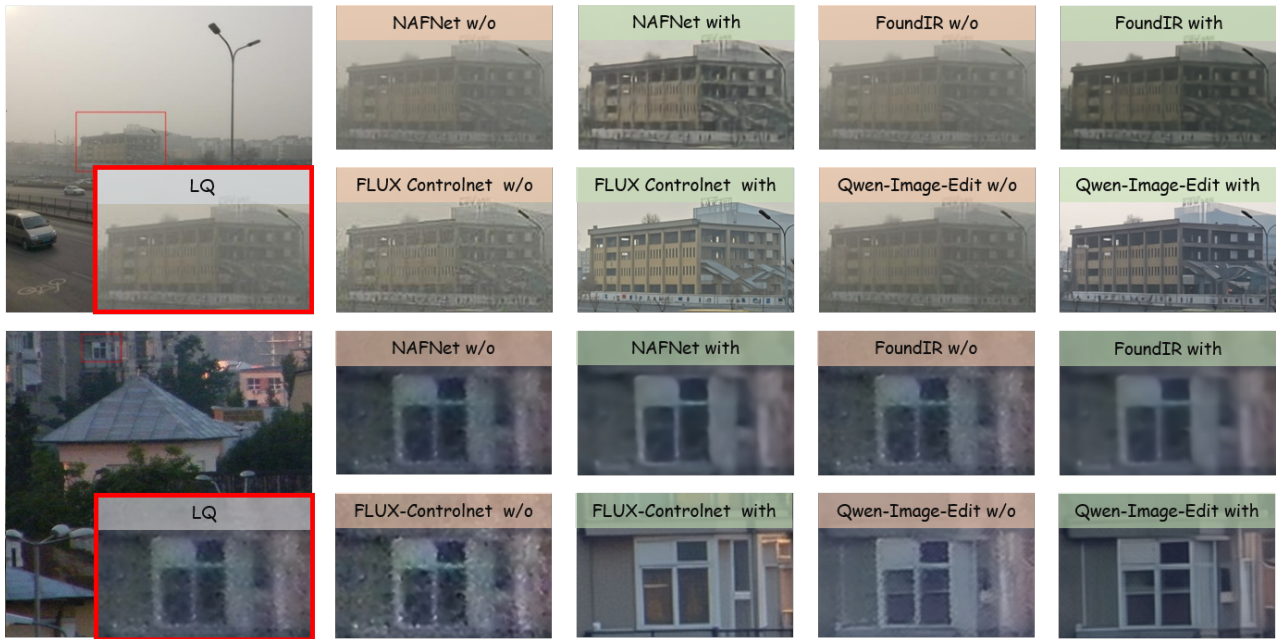 NAFNet w/o
NAFNet with
FoundIR w/o
FoundIR with
LQ
FLUX Controlnet w/o
FLUX Controlnet with
Qwen-Image-Edit w/o
Qwen-Image-Edit with
NAFNet w/o
NAFNet with
FoundIR w/o
FoundIR with
LQ
FLUX-Controlnet w/o
FLUX-Controlnet with
Qwen-Image-Edit w/o
Qwen-Image-Edit with